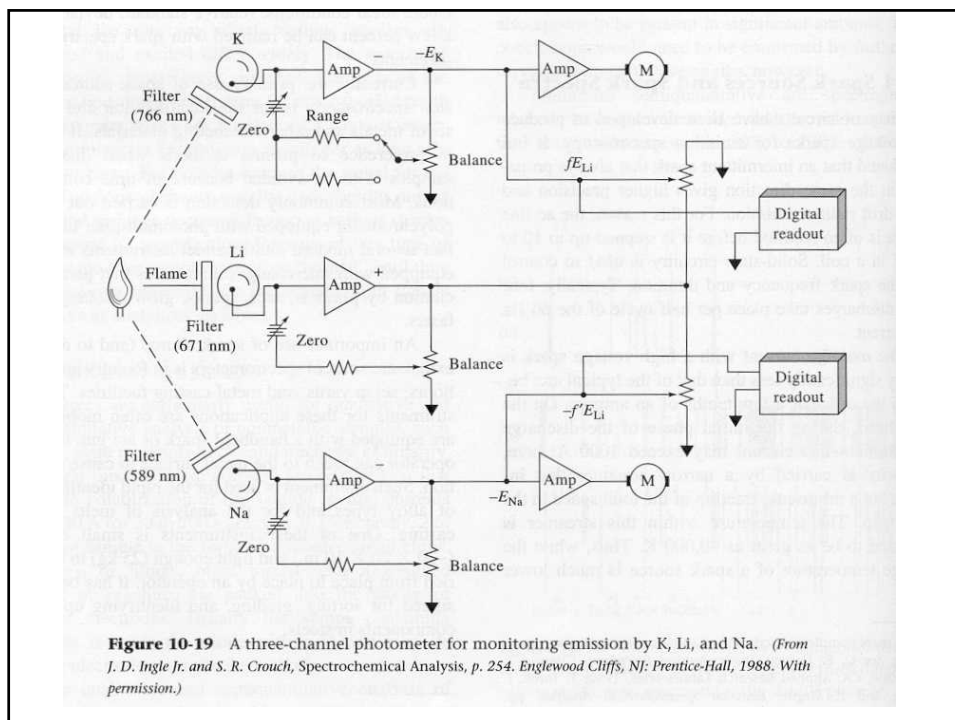 K
Filter
(766 nm)
Amp
−
−E_K
Amp
−
M
Zero
Range
Balance
fE_Li
Digital
readout
Flame
Li
Filter
(671 nm)
Amp
Zero
Balance
−f′E_Li
Digital
readout
Filter
(589 nm)
Na
Amp
−
−E_Na
Amp
M
Zero
Balance
Figure 10-19 A three-channel photometer for monitoring emission by K, Li, and Na. (From
J. D. Ingle Jr. and S. R. Crouch, Spectrochemical Analysis, p. 254. Englewood Cliffs, NJ: Prentice-Hall, 1988. With
permission.)